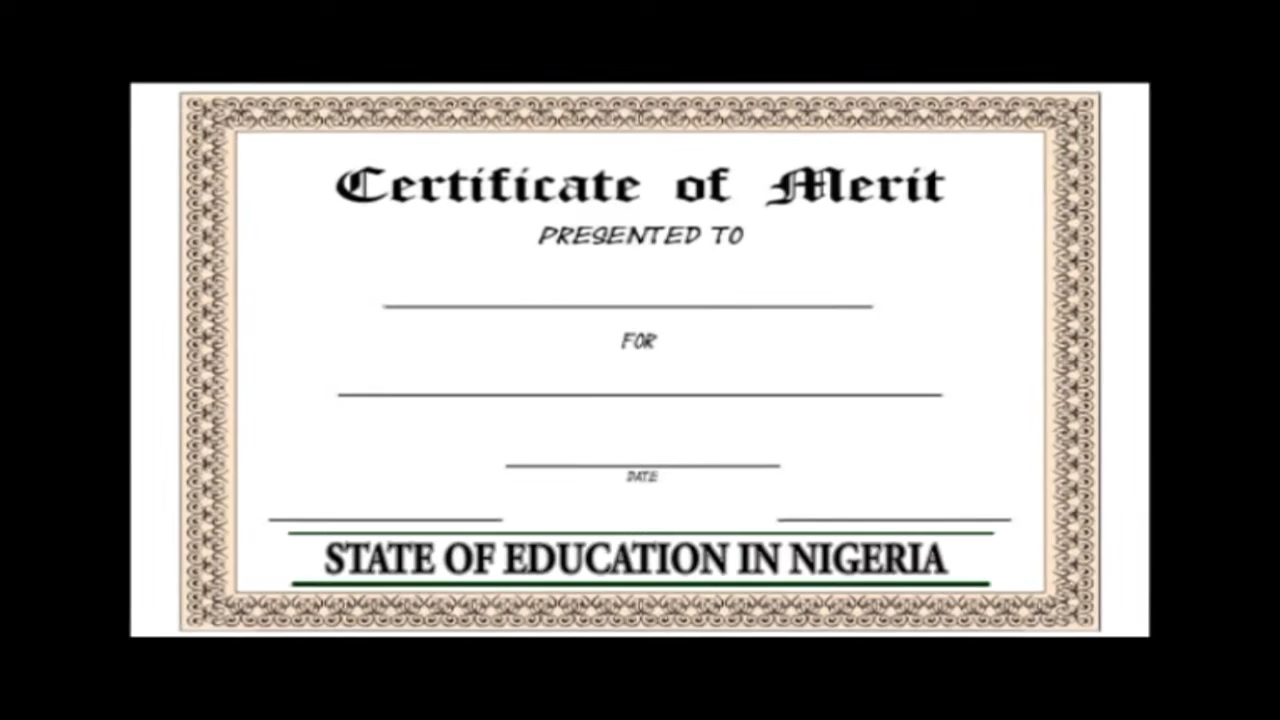 Certificate of Merit
PRESENTED TO
FOR
DATE
STATE OF EDUCATION IN NIGERIA